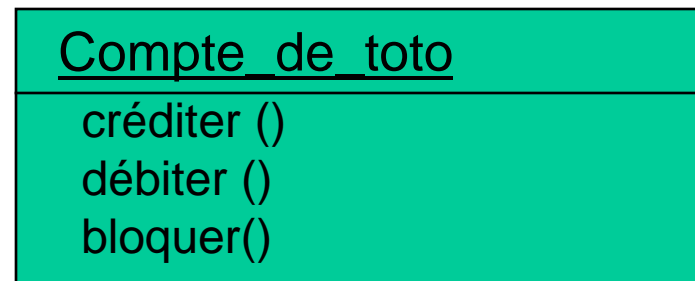 Compte_de_toto
créditer ()
débiter ()
bloquer()